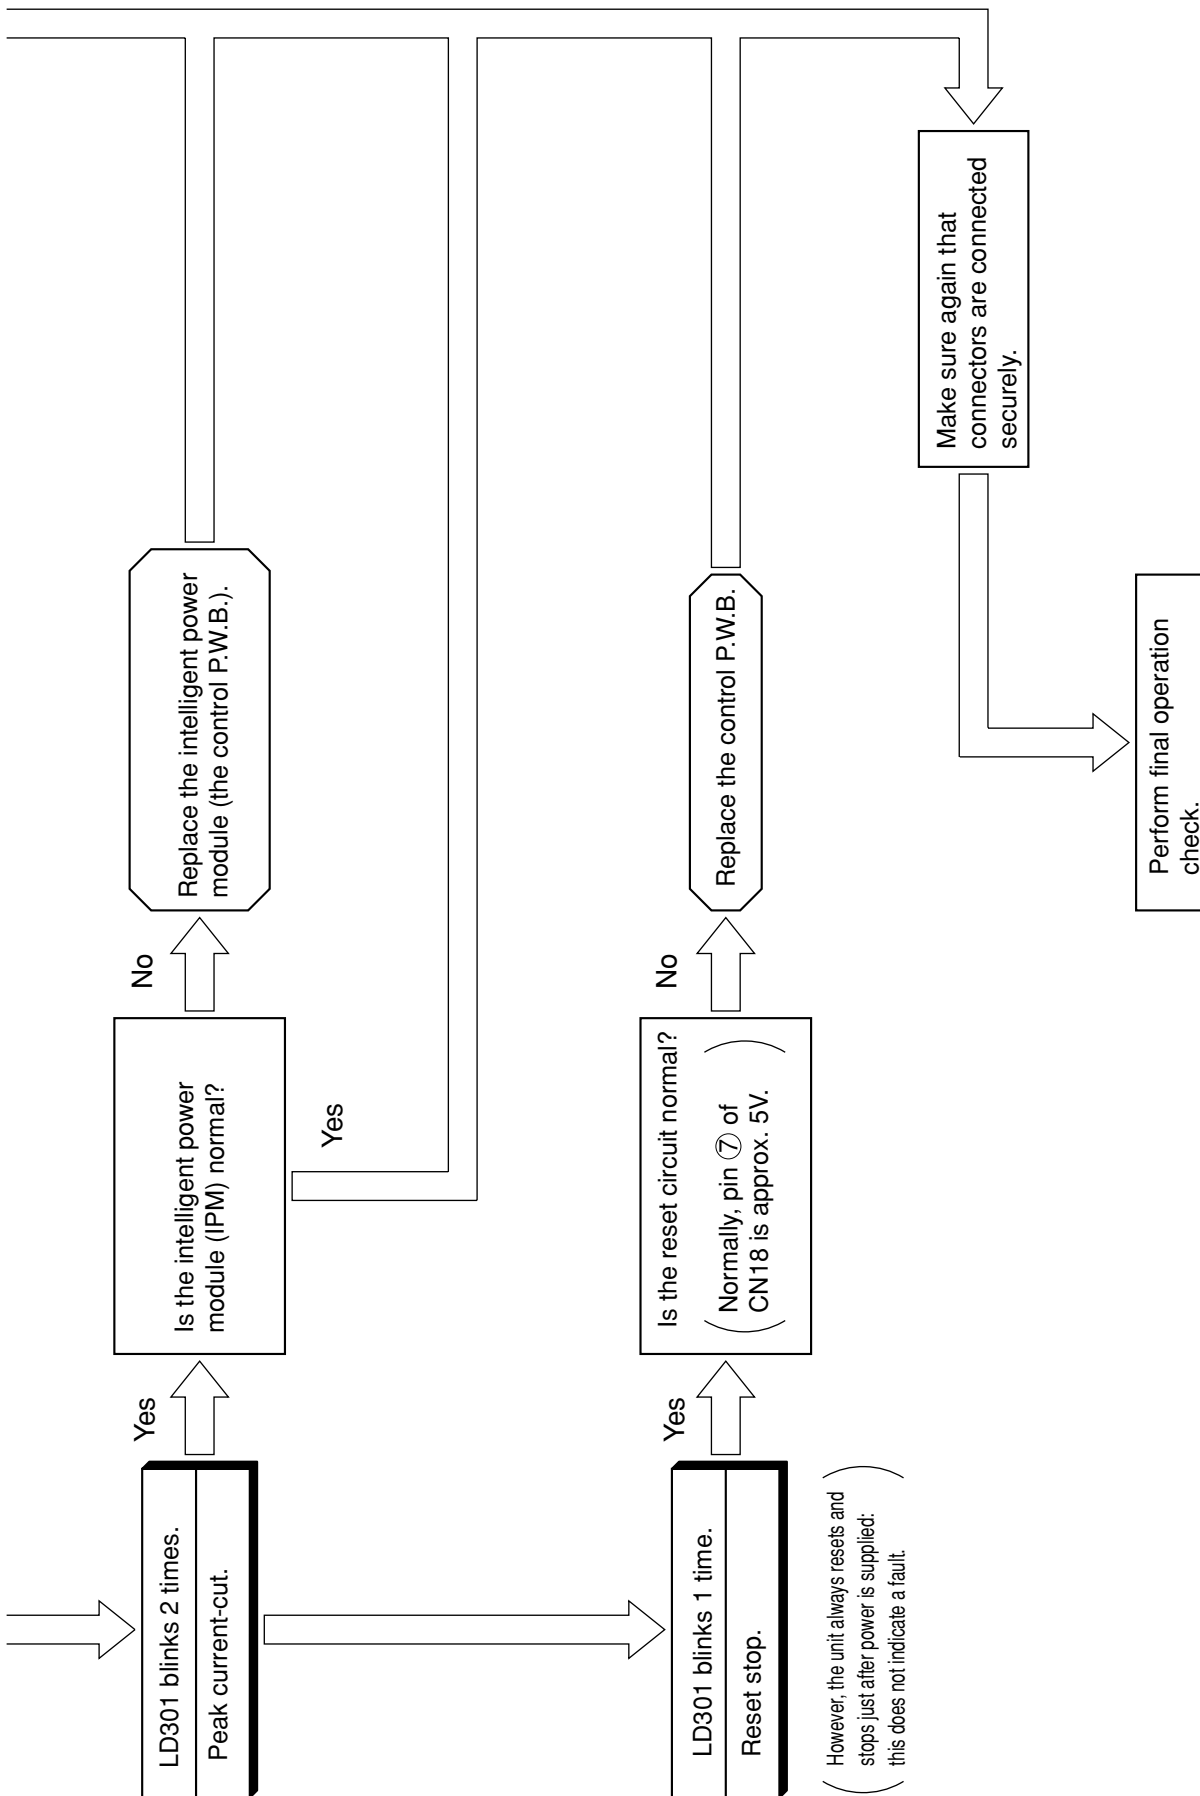 LD301 blinks 2 times.
Peak current-cut.
Yes
Is the intelligent power
module (IPM) normal?
No
Replace the intelligent power
module (the control P.W.B.).
Yes
LD301 blinks 1 time.
Reset stop.
However, the unit always resets and
stops just after power is supplied:
this does not indicate a fault.
Yes
Is the reset circuit normal?
Normally, pin ⑦ of
CN18 is approx. 5V.
No
Replace the control P.W.B.
Make sure again that
connectors are connected
securely.
Perform final operation
check.